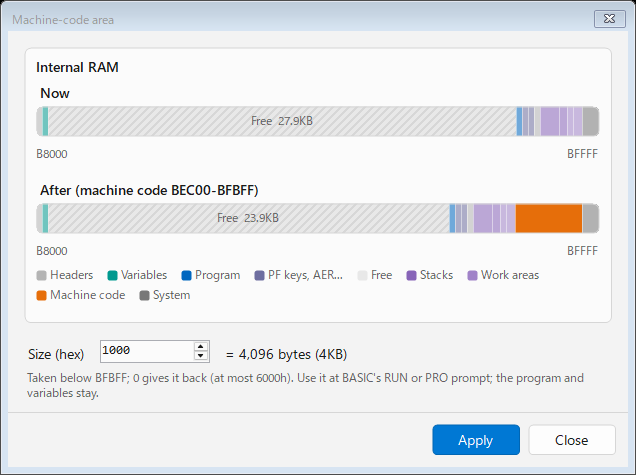 Machine-code area
Internal RAM
Now
Free 27.9KB
B8000 BFFFF
After (machine code BEC00-BFBFF)
Free 23.9KB
B8000 BFFFF
Headers Variables Program PF keys, AER... Free Stacks Work areas
Machine code System
Size (hex) 1000 = 4,096 bytes (4KB)
Taken below BFBFF; 0 gives it back (at most 6000h). Use it at BASIC's RUN or PRO prompt; the program and
variables stay.
Apply Close